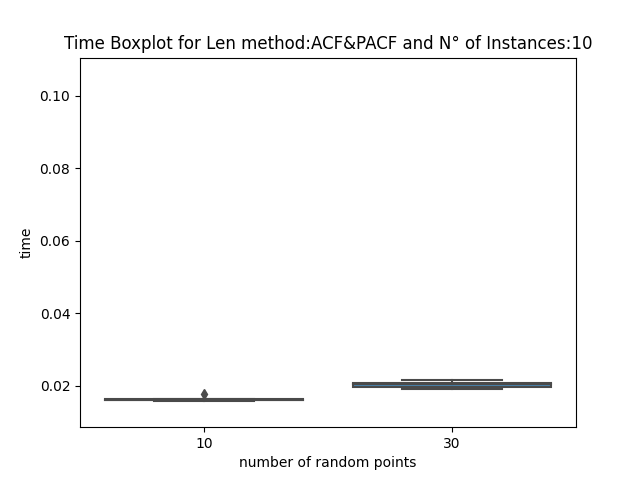 Time Boxplot for Len method:ACF&PACF and N° of Instances:10
0.10
0.08
0.06
0.04
0.02
time
10 30
number of random points